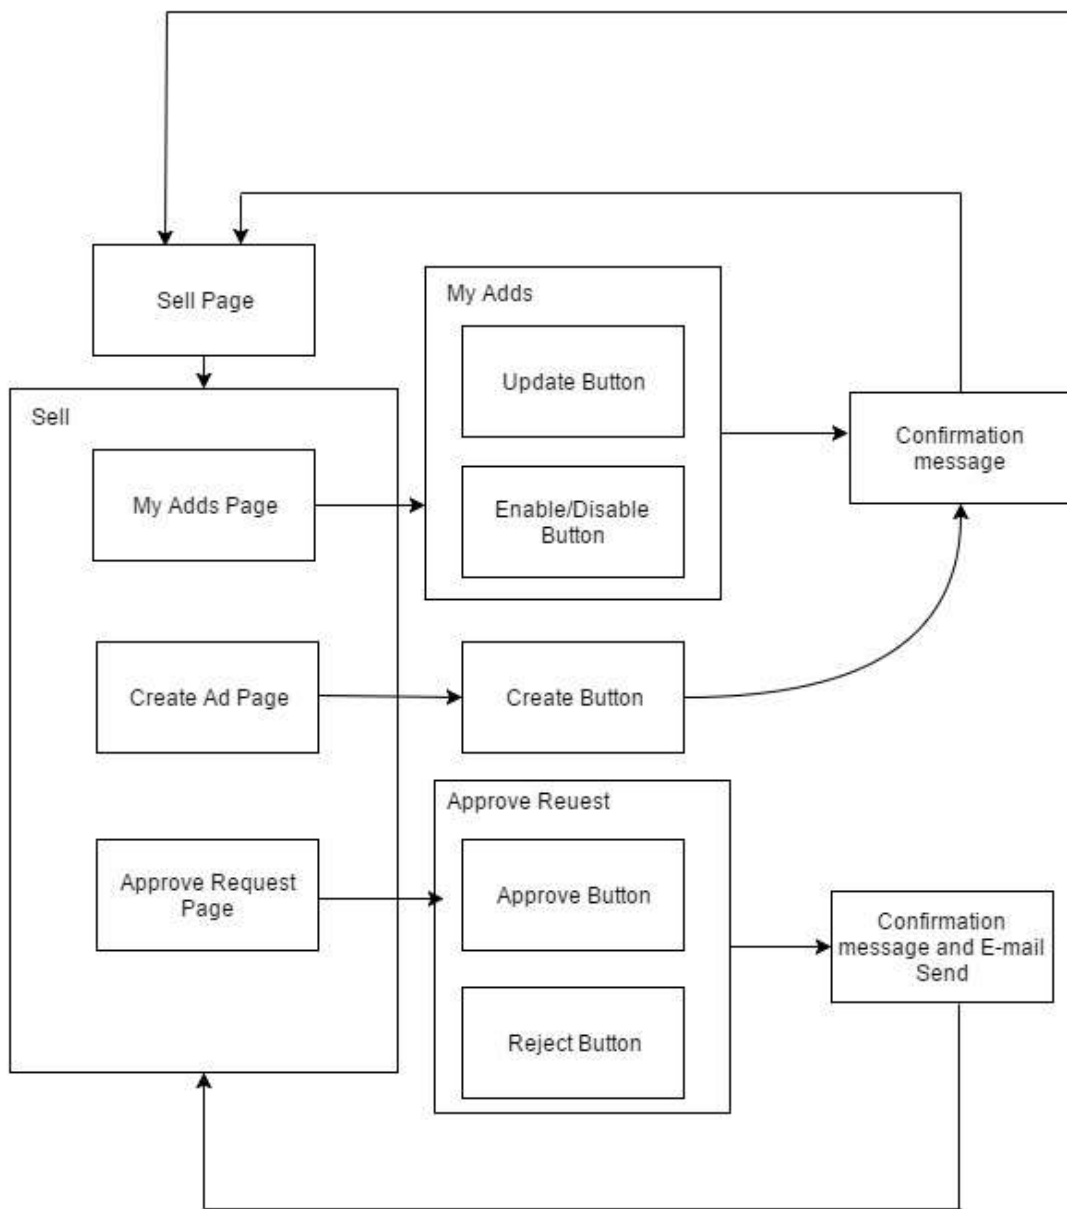 Sell Page
My Adds
Update Button
Enable/Disable
Button
Confirmation
message
Sell
My Adds Page
Create Ad Page
Create Button
Approve Reuest
Approve Request
Page
Approve Button
Reject Button
Confirmation
message and E-mail
Send